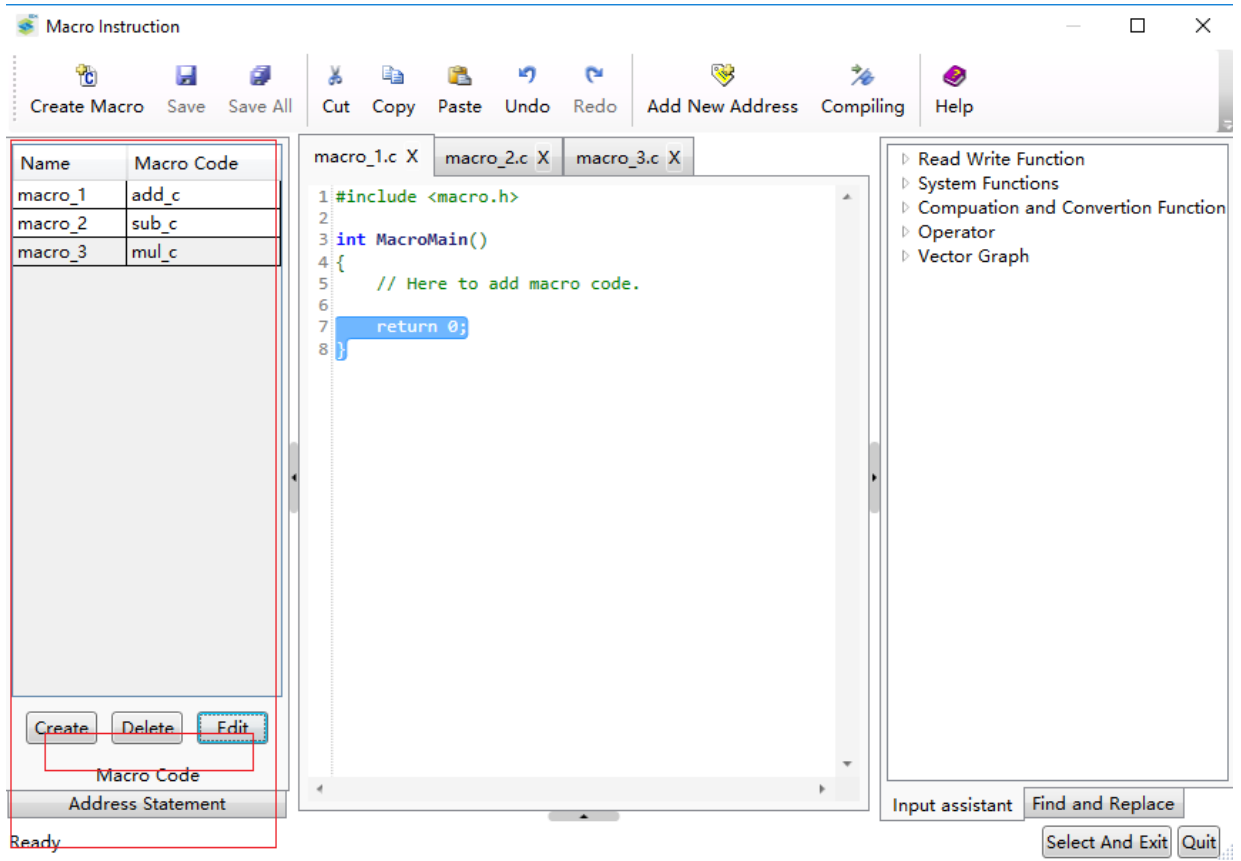 Macro Instruction
Create Macro Save Save All Cut Copy Paste Undo Redo Add New Address Compiling Help
Name Macro Code
macro_1 add_c
macro_2 sub_c
macro_3 mul_c
Create Delete Edit
Macro Code
Address Statement
Ready
macro_1.c X macro_2.c X macro_3.c X
1 #include <macro.h>
2
3 int MacroMain()
4 {
5 // Here to add macro code.
6
7 return 0;
8 }
Read Write Function
System Functions
Compuation and Convertion Function
Operator
Vector Graph
Input assistant Find and Replace
Select And Exit Quit